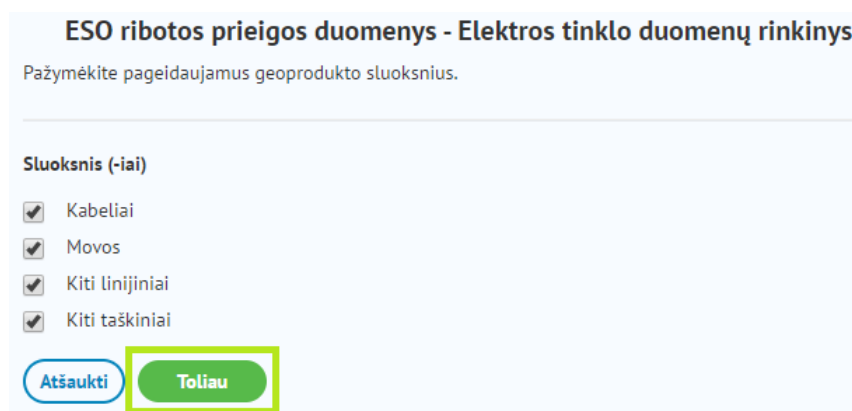 ESO ribotos prieigos duomenys - Elektros tinklo duomenų rinkinys
Pažymėkite pageidaujamus geoprodukto sluoksnius.
Sluoksnis (-iai)
Kabeliai
Movos
Kiti linijiniai
Kiti taškiniai
Atšaukti Toliau